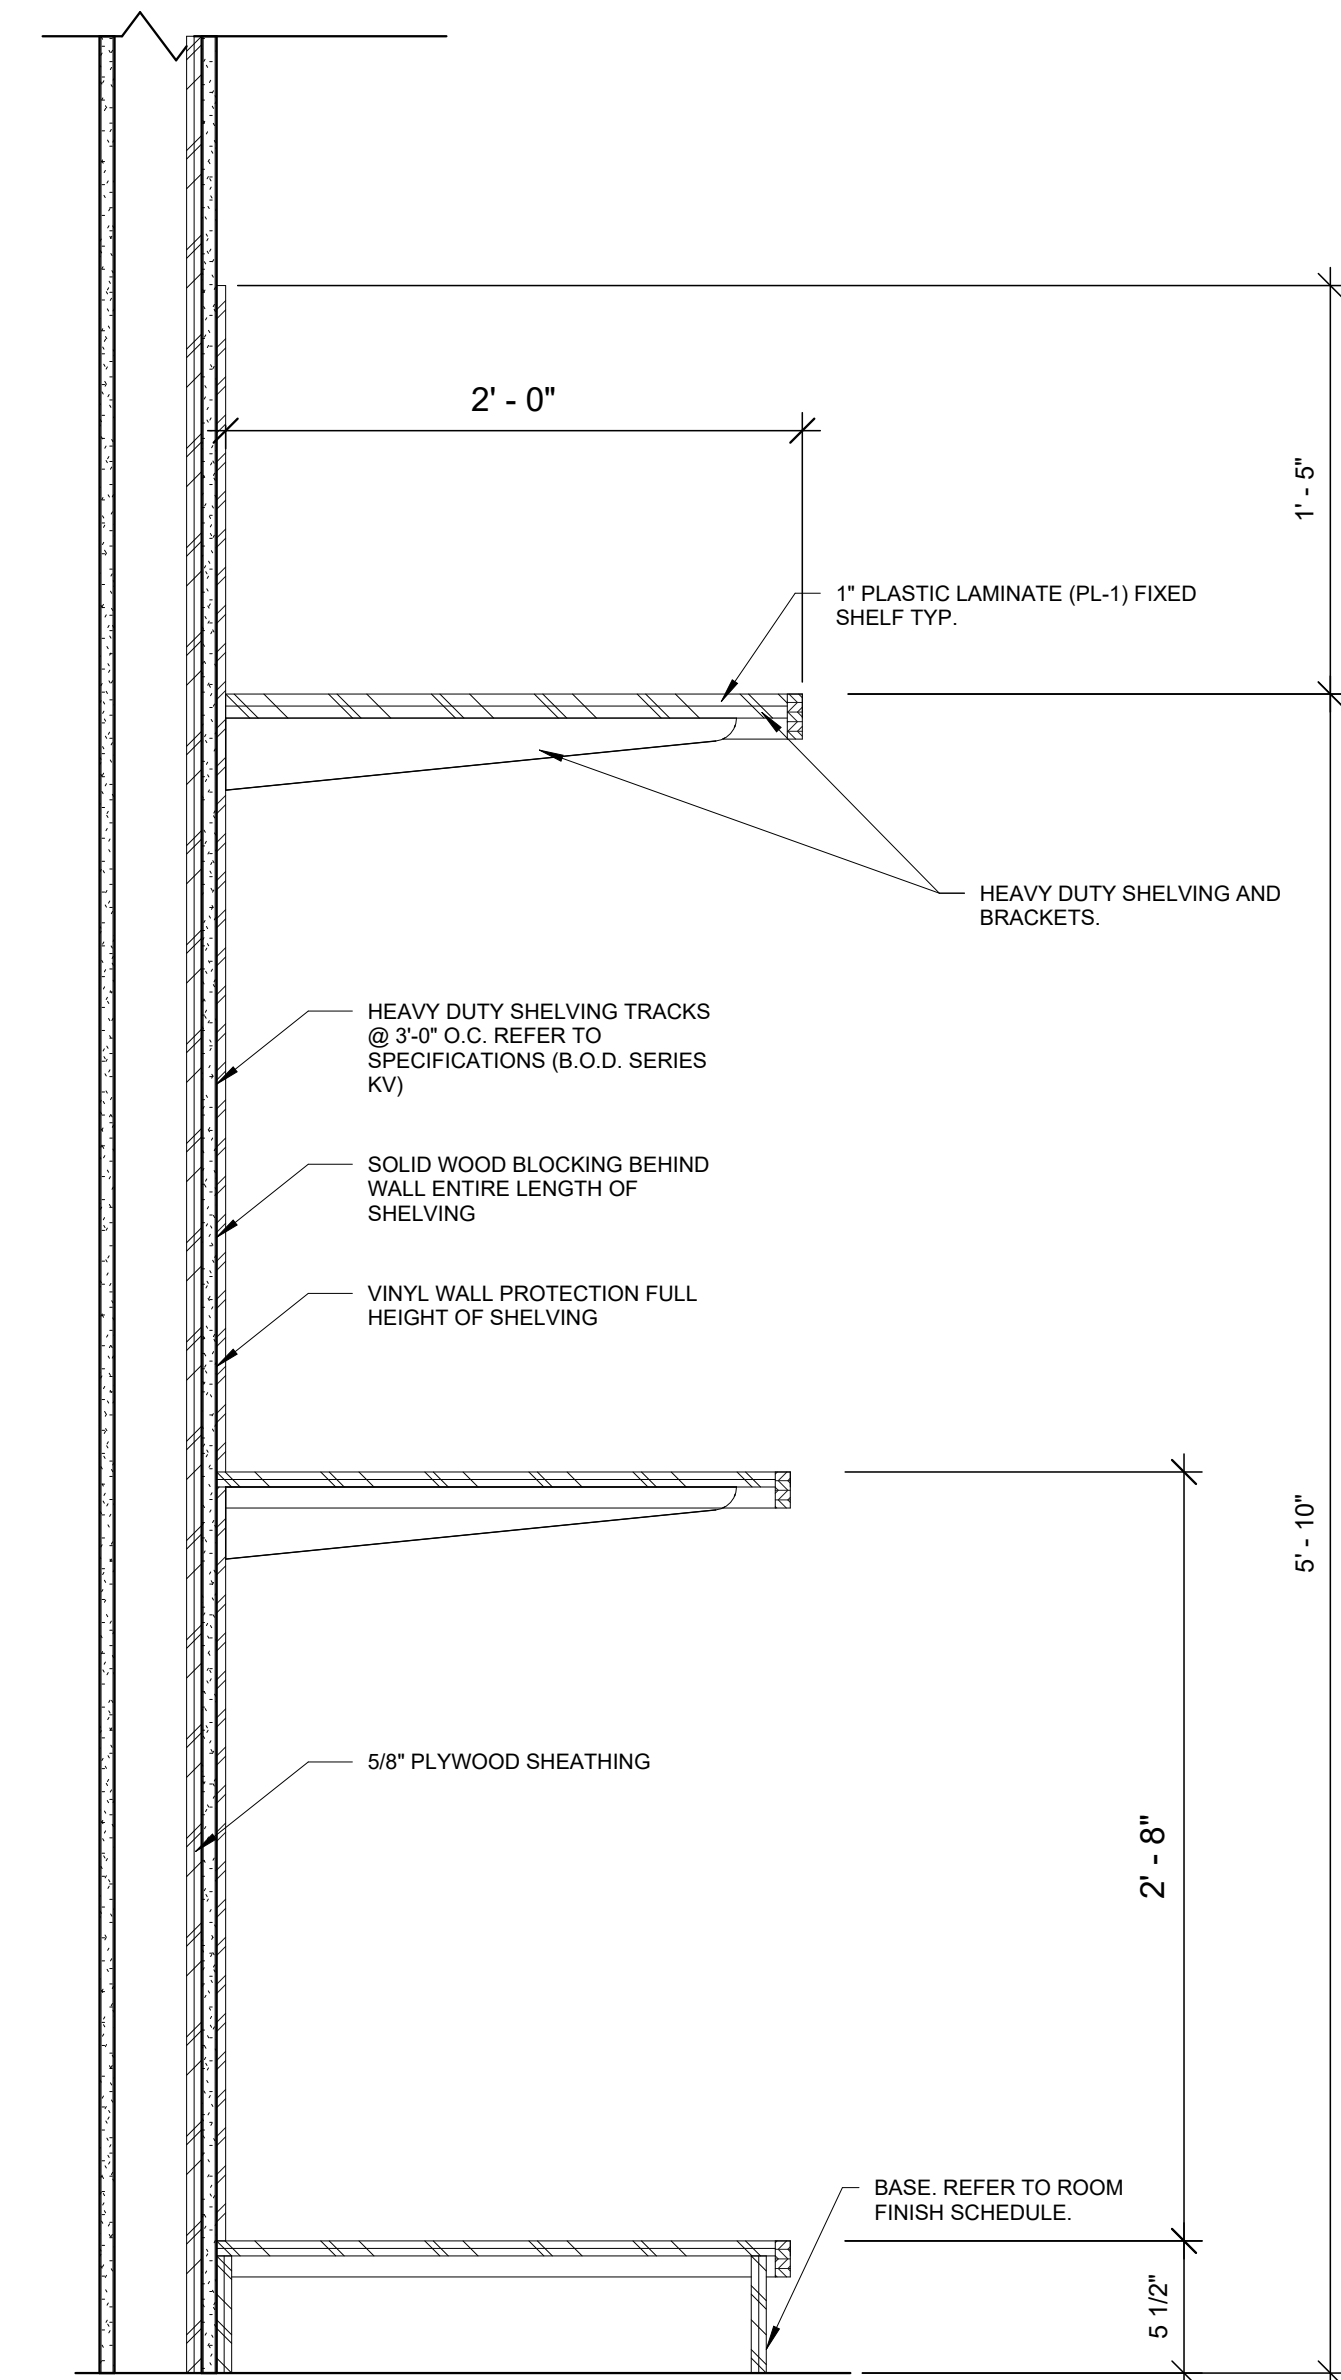 2' - 0"
1' - 5"
1" PLASTIC LAMINATE (PL-1) FIXED
SHELF TYP.
HEAVY DUTY SHELVING AND
BRACKETS.
HEAVY DUTY SHELVING TRACKS
@ 3'-0" O.C. REFER TO
SPECIFICATIONS (B.O.D. SERIES
KV)
SOLID WOOD BLOCKING BEHIND
WALL ENTIRE LENGTH OF
SHELVING
VINYL WALL PROTECTION FULL
HEIGHT OF SHELVING
5' - 10"
5/8" PLYWOOD SHEATHING
2' - 8"
BASE. REFER TO ROOM
FINISH SCHEDULE.
5 1/2"